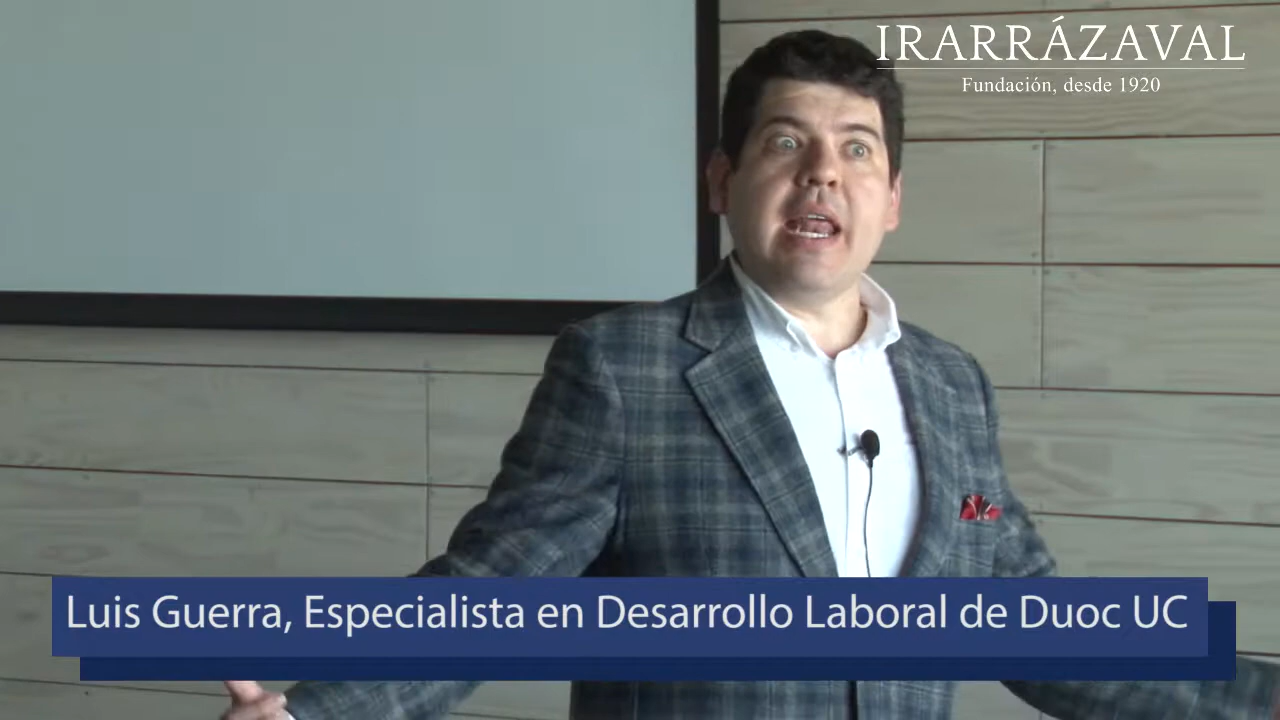 IRARRÁZAVAL
Fundación, desde 1920
Luis Guerra, Especialista en Desarrollo Laboral de Duoc UC